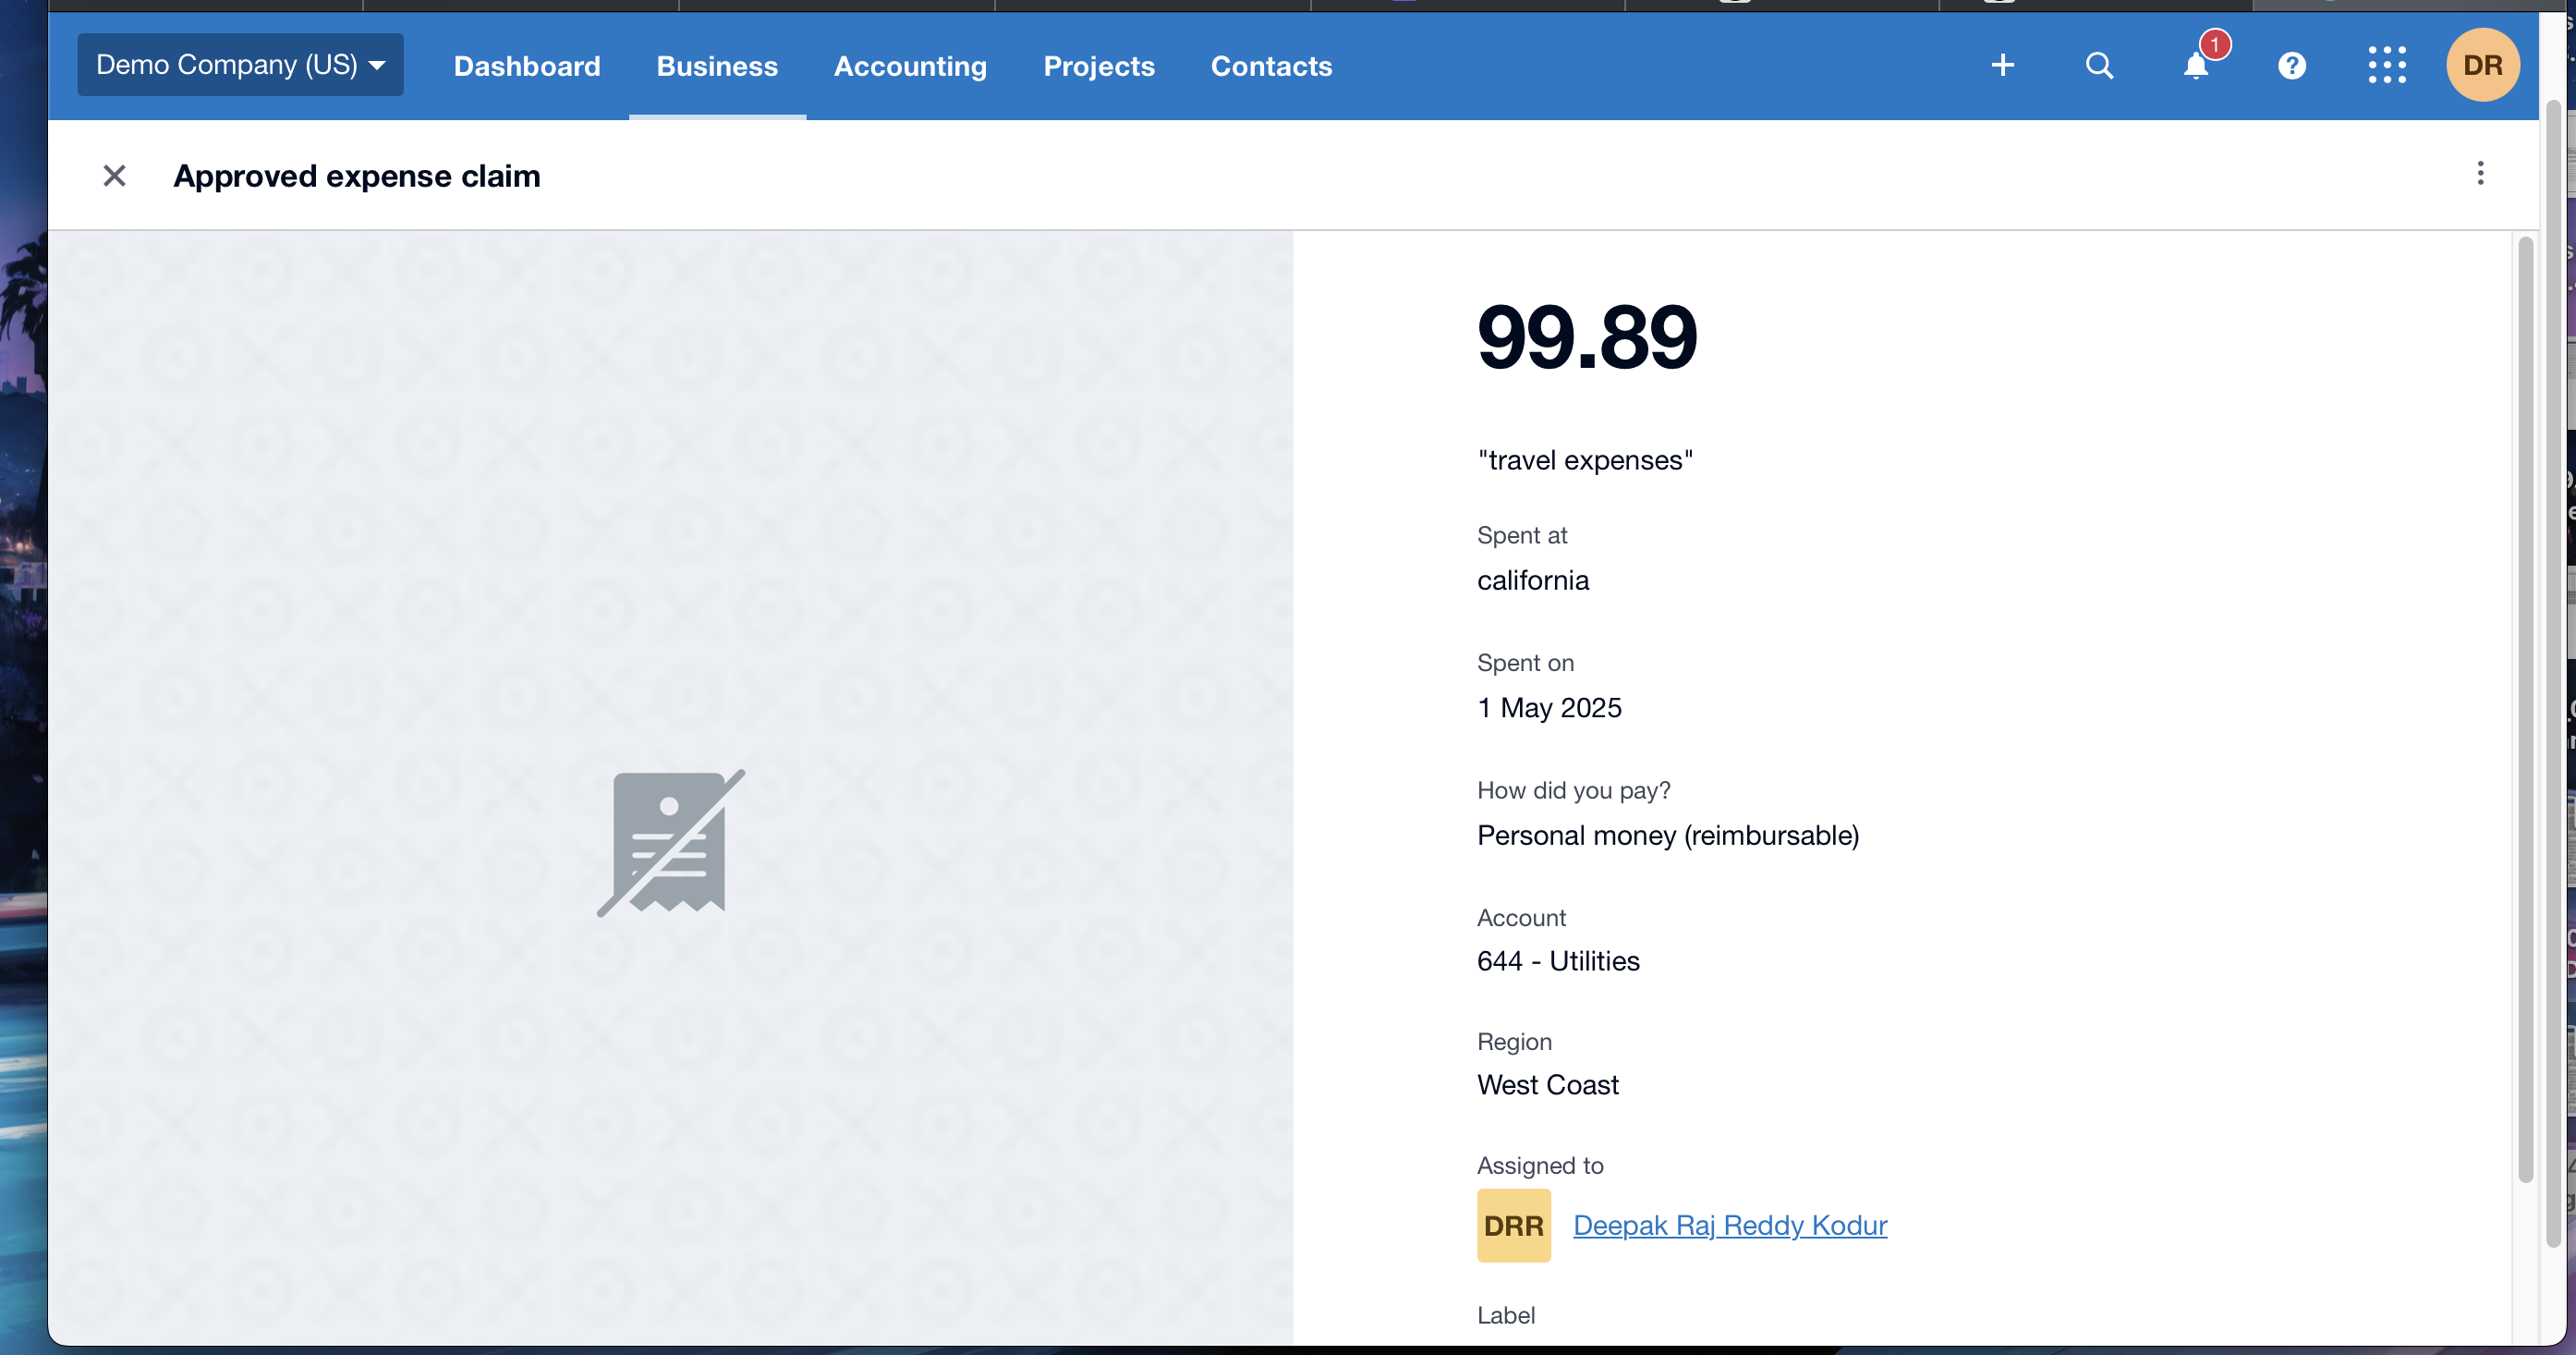 Demo Company (US)
Dashboard
Business
Accounting
Projects
Contacts
1
DR
Approved expense claim
99.89
"travel expenses"
Spent at
california
Spent on
1 May 2025
How did you pay?
Personal money (reimbursable)
Account
644 - Utilities
Region
West Coast
Assigned to
DRR
Deepak Raj Reddy Kodur
Label